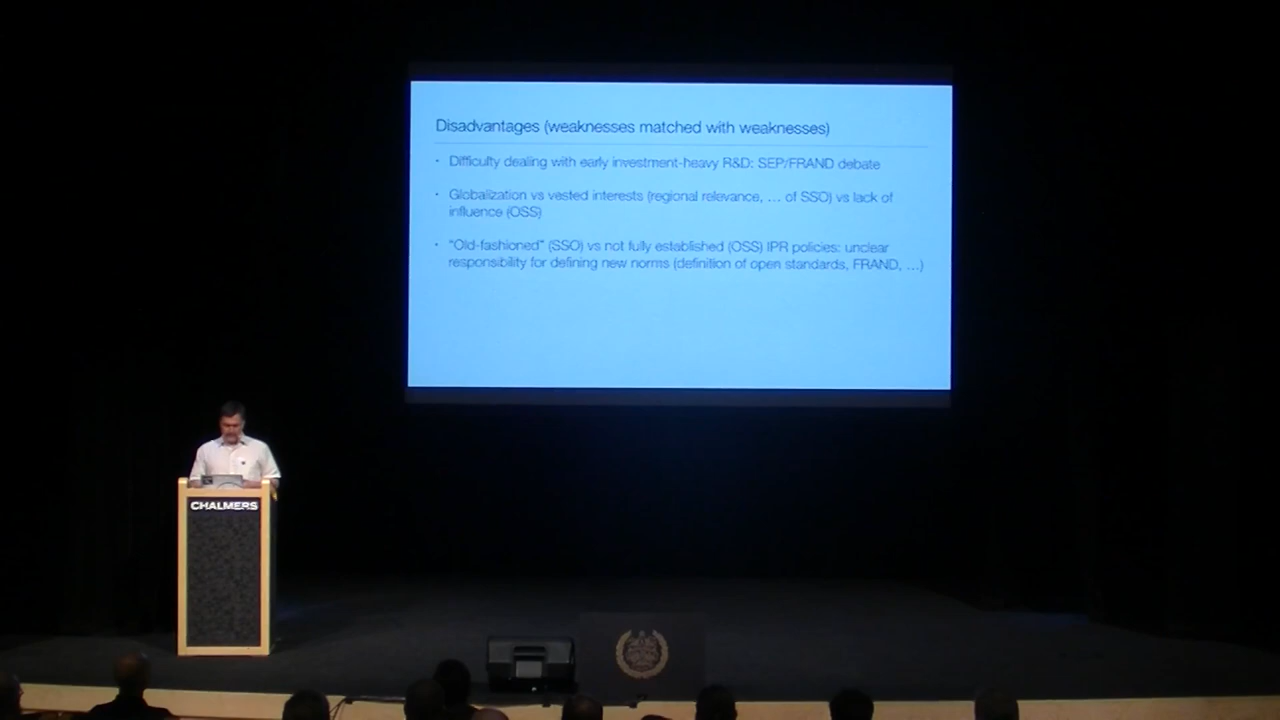 Disadvantages (weaknesses matched with weaknesses)
• Difficulty dealing with early investment-heavy R&D: SEP/FRAND debate
• Globalization vs vested interests (regional relevance, … of SSO) vs lack of
influence (OSS)
• "Old-fashioned" (SSO) vs not fully established (OSS) IPR policies: unclear
responsibility for defining new norms (definition of open standards, FRAND, …)
CHALMERS